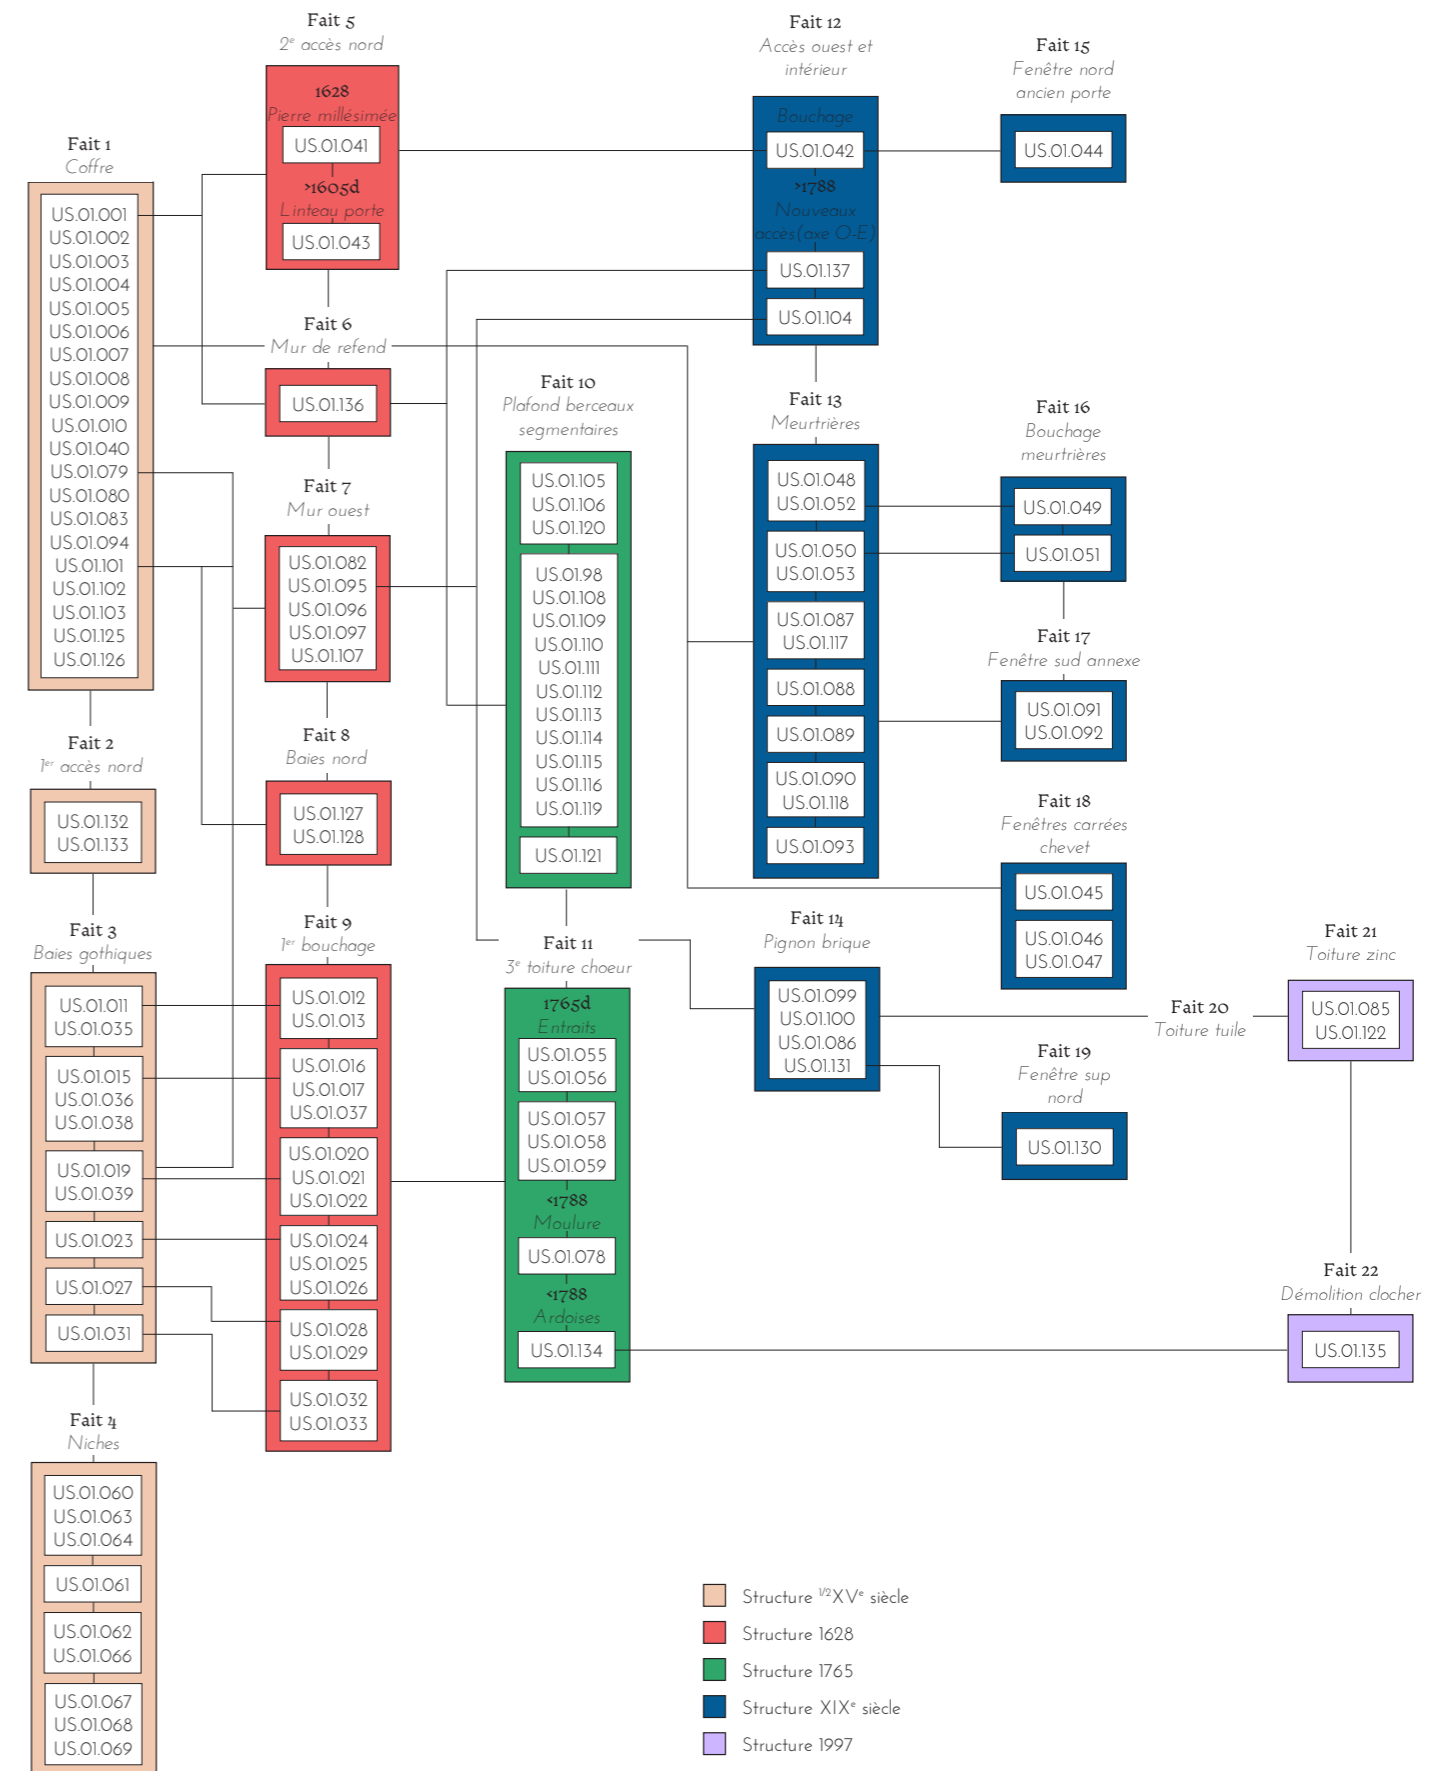 Fait 1
Coffre
US.01.001
US.01.002
US.01.003
US.01.004
US.01.005
US.01.006
US.01.007
US.01.008
US.01.009
US.01.010
US.01.040
US.01.079
US.01.080
US.01.083
US.01.094
US.01.101
US.01.102
US.01.103
US.01.125
US.01.126
Fait 2
1er accès nord
US.01.132
US.01.133
Fait 3
Baies gothiques
US.01.011
US.01.035
US.01.015
US.01.036
US.01.038
US.01.019
US.01.039
US.01.023
US.01.027
US.01.031
Fait 4
Niches
US.01.060
US.01.063
US.01.064
US.01.061
US.01.062
US.01.066
US.01.067
US.01.068
US.01.069
Fait 5
2e accès nord
1628
Pierre millésimée
US.01.041
>1605d
Linteau porte
US.01.043
Fait 6
Mur de refend
US.01.136
Fait 7
Mur ouest
US.01.082
US.01.095
US.01.096
US.01.097
US.01.107
Fait 8
Baies nord
US.01.127
US.01.128
Fait 9
1er bouchage
US.01.012
US.01.013
US.01.016
US.01.017
US.01.037
US.01.020
US.01.021
US.01.022
US.01.024
US.01.025
US.01.026
US.01.028
US.01.029
US.01.032
US.01.033
Fait 10
Plafond berceaux
segmentaires
US.01.105
US.01.106
US.01.120
US.01.98
US.01.108
US.01.109
US.01.110
US.01.111
US.01.112
US.01.113
US.01.114
US.01.115
US.01.116
US.01.119
US.01.121
Fait 11
3e toiture choeur
1765d
Entraits
US.01.055
US.01.056
US.01.057
US.01.058
US.01.059
<1788
Moulure
US.01.078
<1788
Ardoises
US.01.134
Fait 12
Accès ouest et
intérieur
Bouchage
US.01.042
>1788
Nouveaux
accès(axe O-E)
US.01.137
US.01.104
Fait 13
Meurtrières
US.01.048
US.01.052
US.01.050
US.01.053
US.01.087
US.01.117
US.01.088
US.01.089
US.01.090
US.01.118
US.01.093
Fait 14
Pignon brique
US.01.099
US.01.100
US.01.086
US.01.131
Fait 15
Fenêtre nord
ancien porte
US.01.044
Fait 16
Bouchage
meurtrières
US.01.049
US.01.051
Fait 17
Fenêtre sud annexe
US.01.091
US.01.092
Fait 18
Fenêtres carrées
chevet
US.01.045
US.01.046
US.01.047
Fait 19
Fenêtre sup
nord
US.01.130
Fait 20
Toiture tuile
Fait 21
Toiture zinc
US.01.085
US.01.122
Fait 22
Démolition clocher
US.01.135
Structure 1/2XVe siècle
Structure 1628
Structure 1765
Structure XIXe siècle
Structure 1997